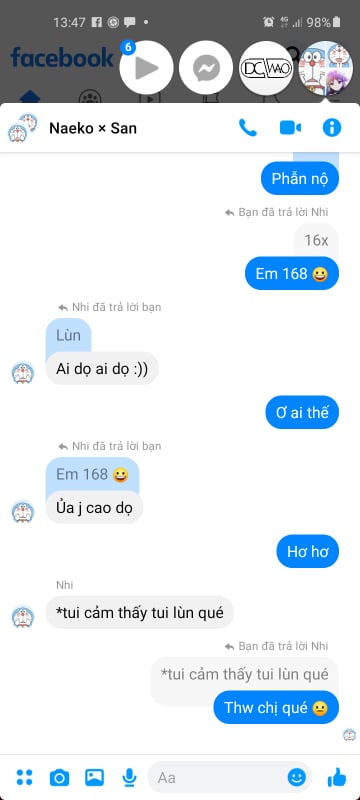 13:47
4G
98%
facebook
6
DC WAO
Naeko × San
Phẫn nộ
Bạn đã trả lời Nhi
16x
Em 168 😀
Nhi đã trả lời bạn
Lùn
Ai dọ ai dọ :))
Ơ ai thế
Nhi đã trả lời bạn
Em 168 😀
Ủa j cao dọ
Hơ hơ
Nhi
*tui cảm thấy tui lùn qué
Bạn đã trả lời Nhi
*tui cảm thấy tui lùn qué
Thw chị qué 😐
Aa